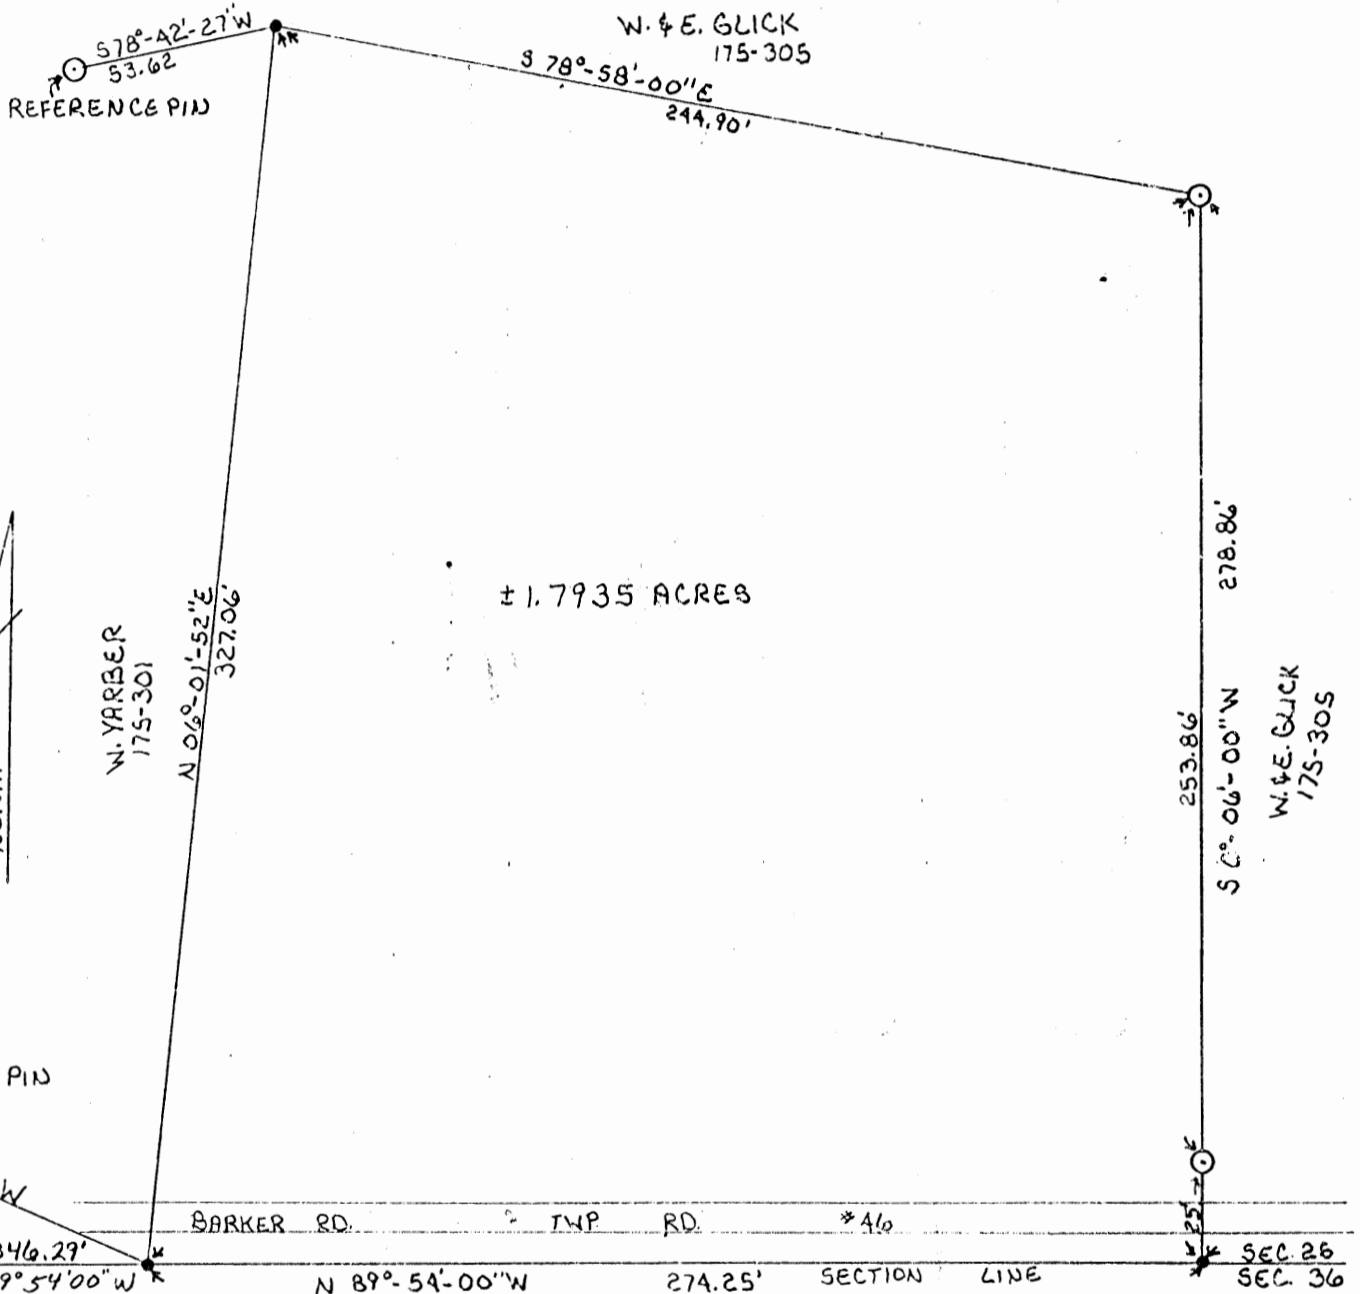 W. & E. GLICK
175-305
S78°-42'-27"W
53.62
REFERENCE PIN
S 78°-58'-00"E
244.90'
278.86'
±1.7935 ACRES
W. YARBER
175-301
N 06°-01'-52"E
327.06'
253.86'
S 0°-06'-00"W
W. & E. GLICK
175-305
PIN
W
BARKER RD. TWP RD. #46
25'
346.29'
9°54'00"W
N 89°-54'-00"W 274.25' SECTION LINE
SEC. 36